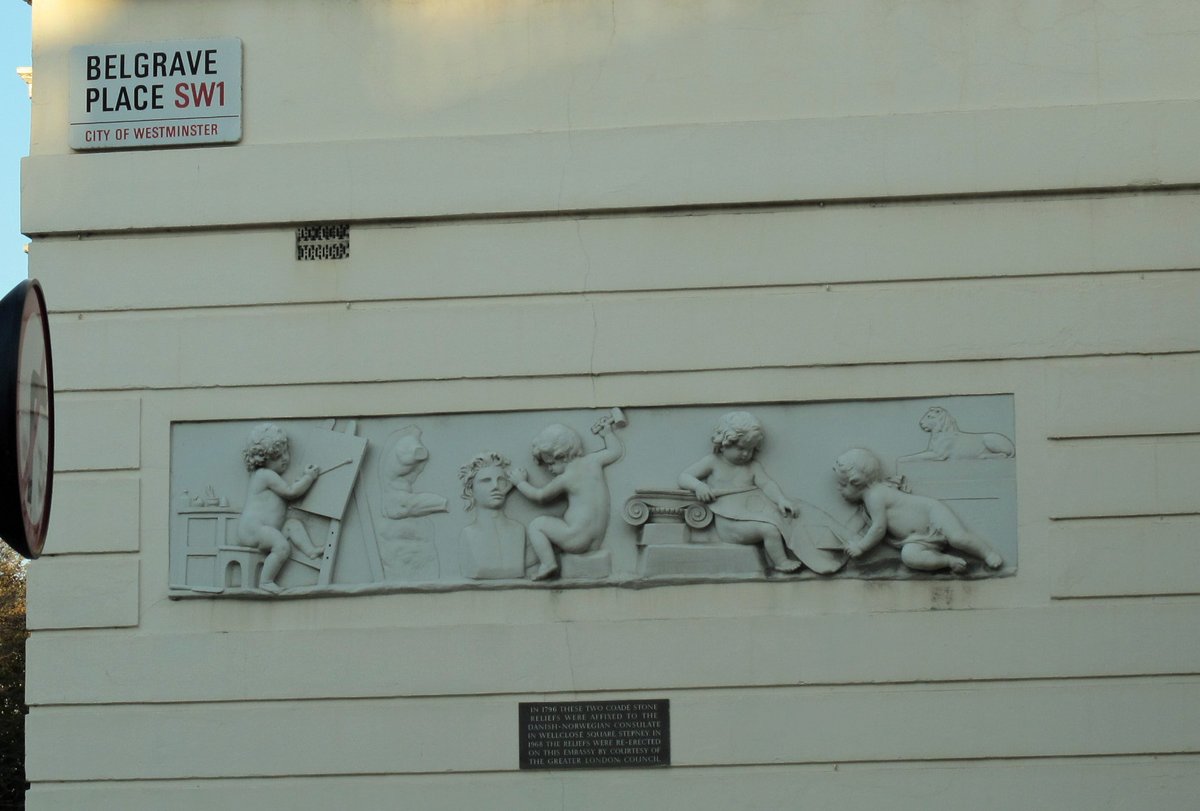 BELGRAVE
PLACE SW1
CITY OF WESTMINSTER
IN 1796 THESE TWO COADE STONE
RELIEFS WERE AFFIXED TO THE
DANISH-NORWEGIAN CONSULATE
IN WELLCLOSE SQUARE STEPNEY IN
1968 THE RELIEFS WERE RE-ERECTED
ON THIS EMBASSY BY COURTESY OF
THE GREATER LONDON COUNCIL